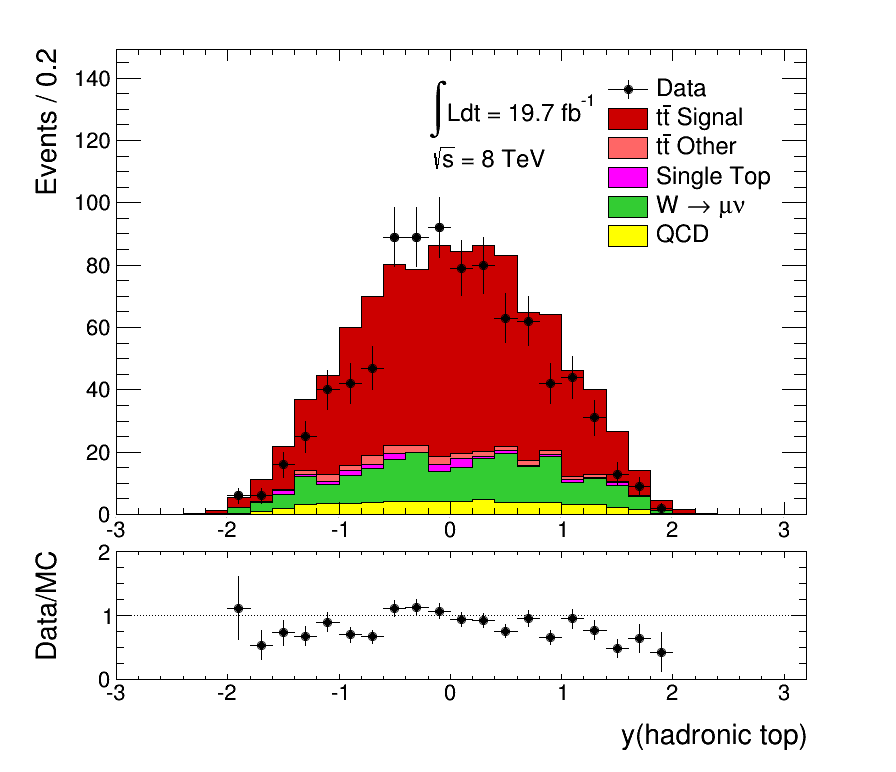 Events / 0.2
140
120
100
80
60
40
20
0
∫Ldt = 19.7 fb⁻¹
√s = 8 TeV
Data
tt̄ Signal
tt̄ Other
Single Top
W → μν
QCD
-3 -2 -1 0 1 2 3
Data/MC
2
1
0
-3 -2 -1 0 1 2 3
y(hadronic top)